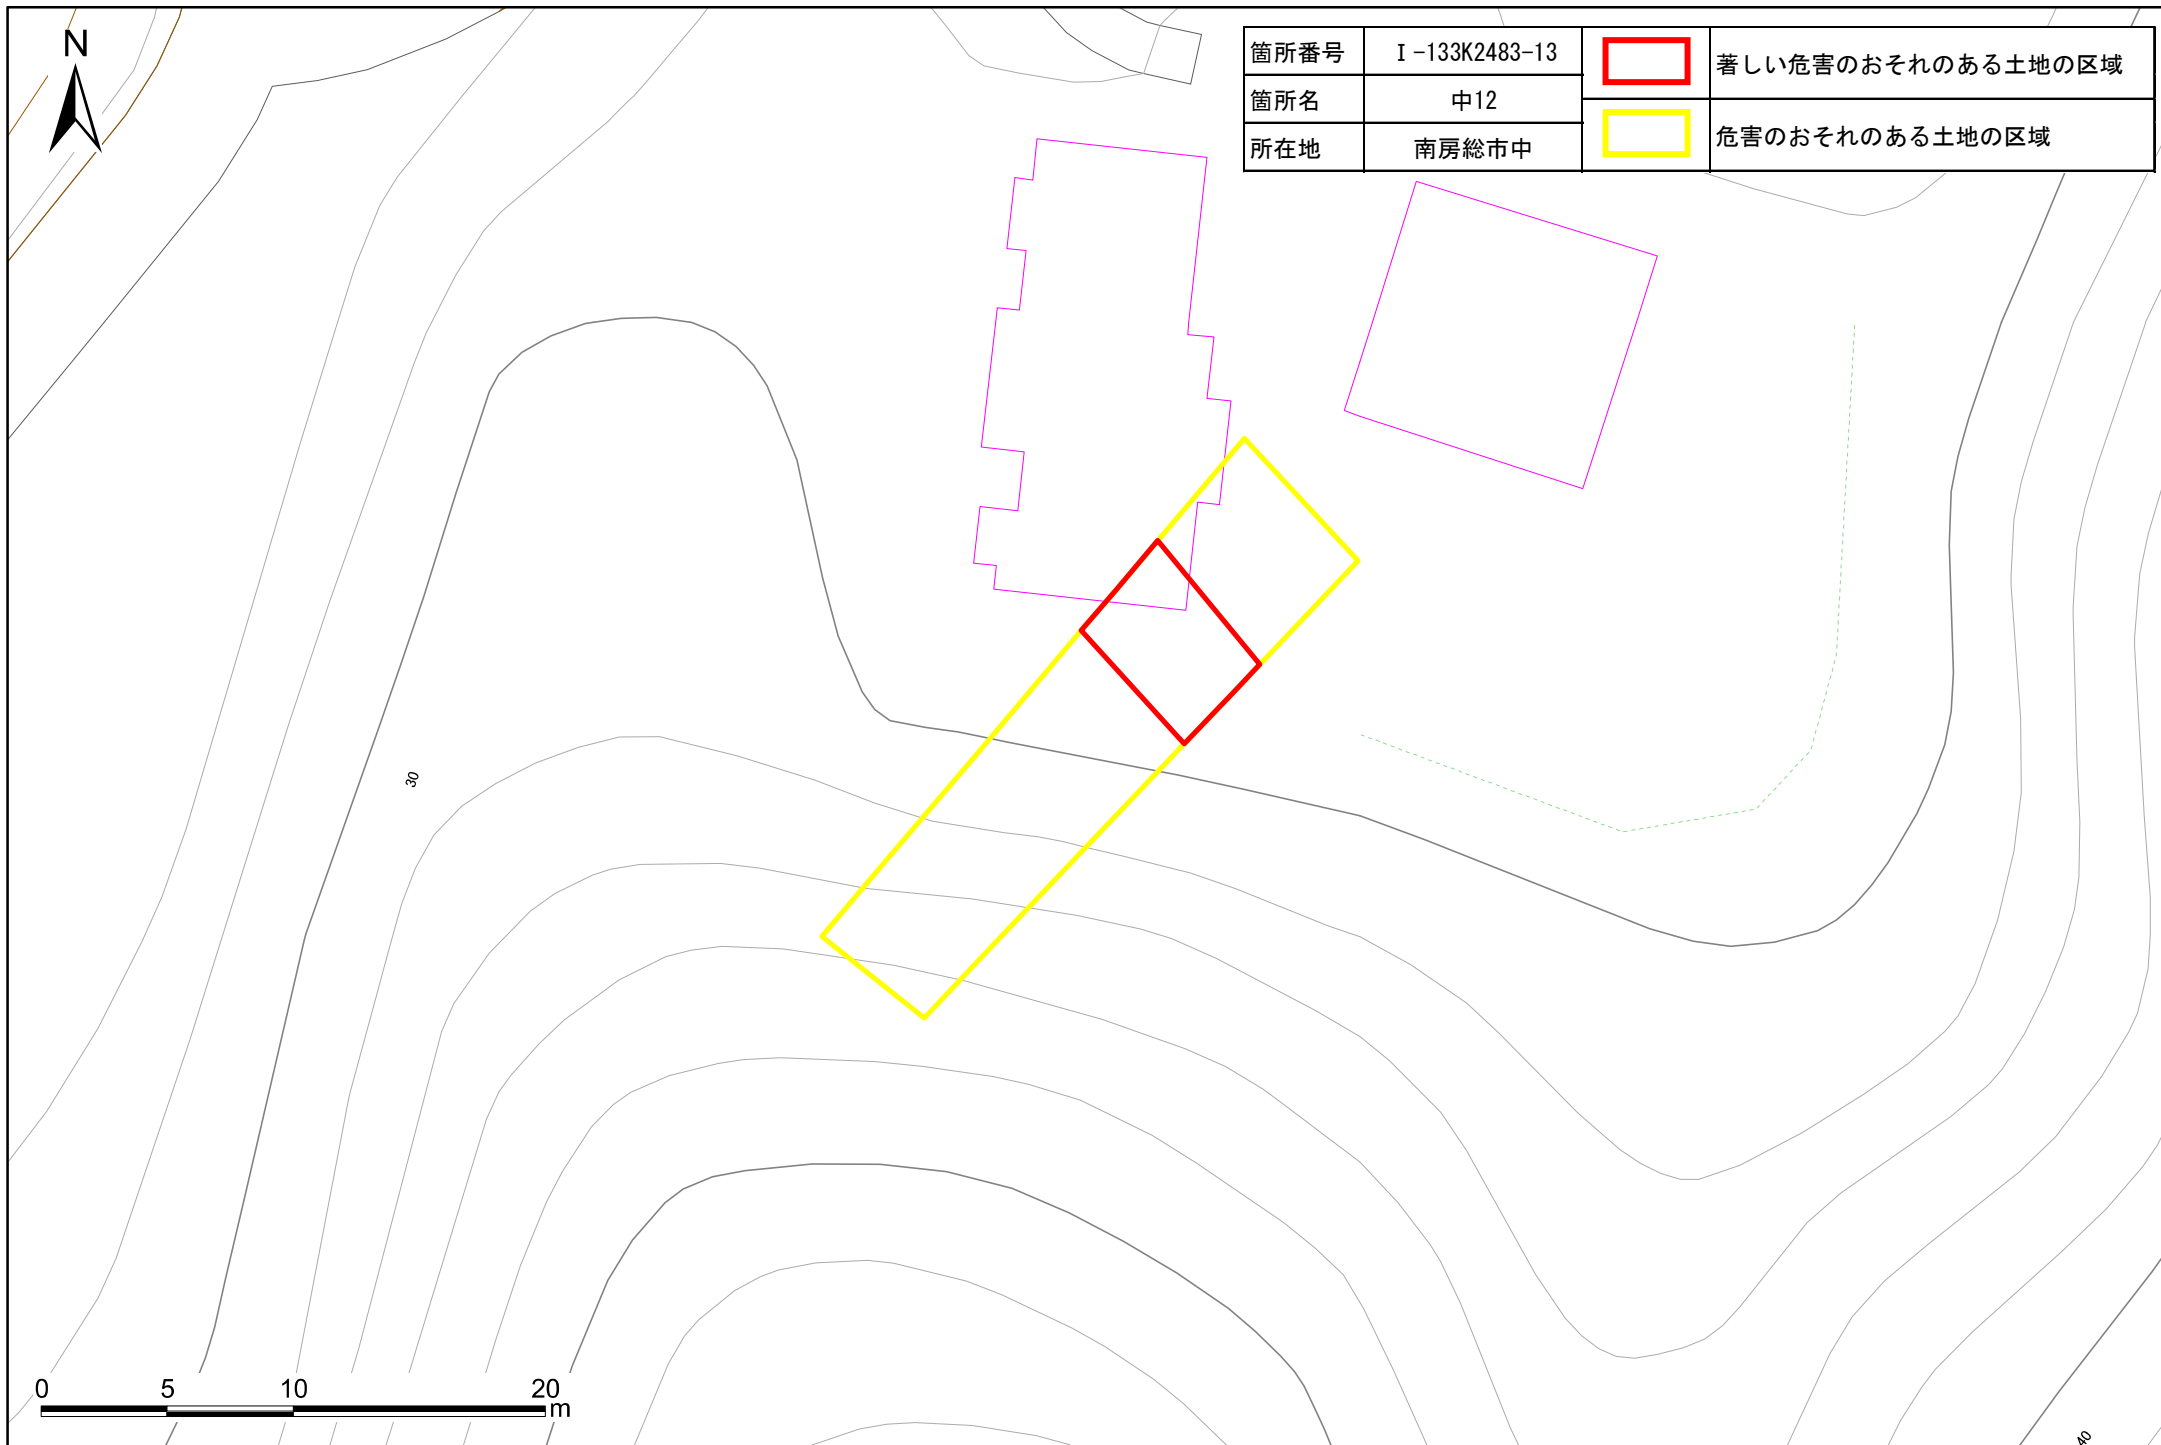 N
箇所番号 Ⅰ-133K2483-13
箇所名 中12
所在地 南房総市中
著しい危害のおそれのある土地の区域
危害のおそれのある土地の区域
30
0 5 10 20
m
40